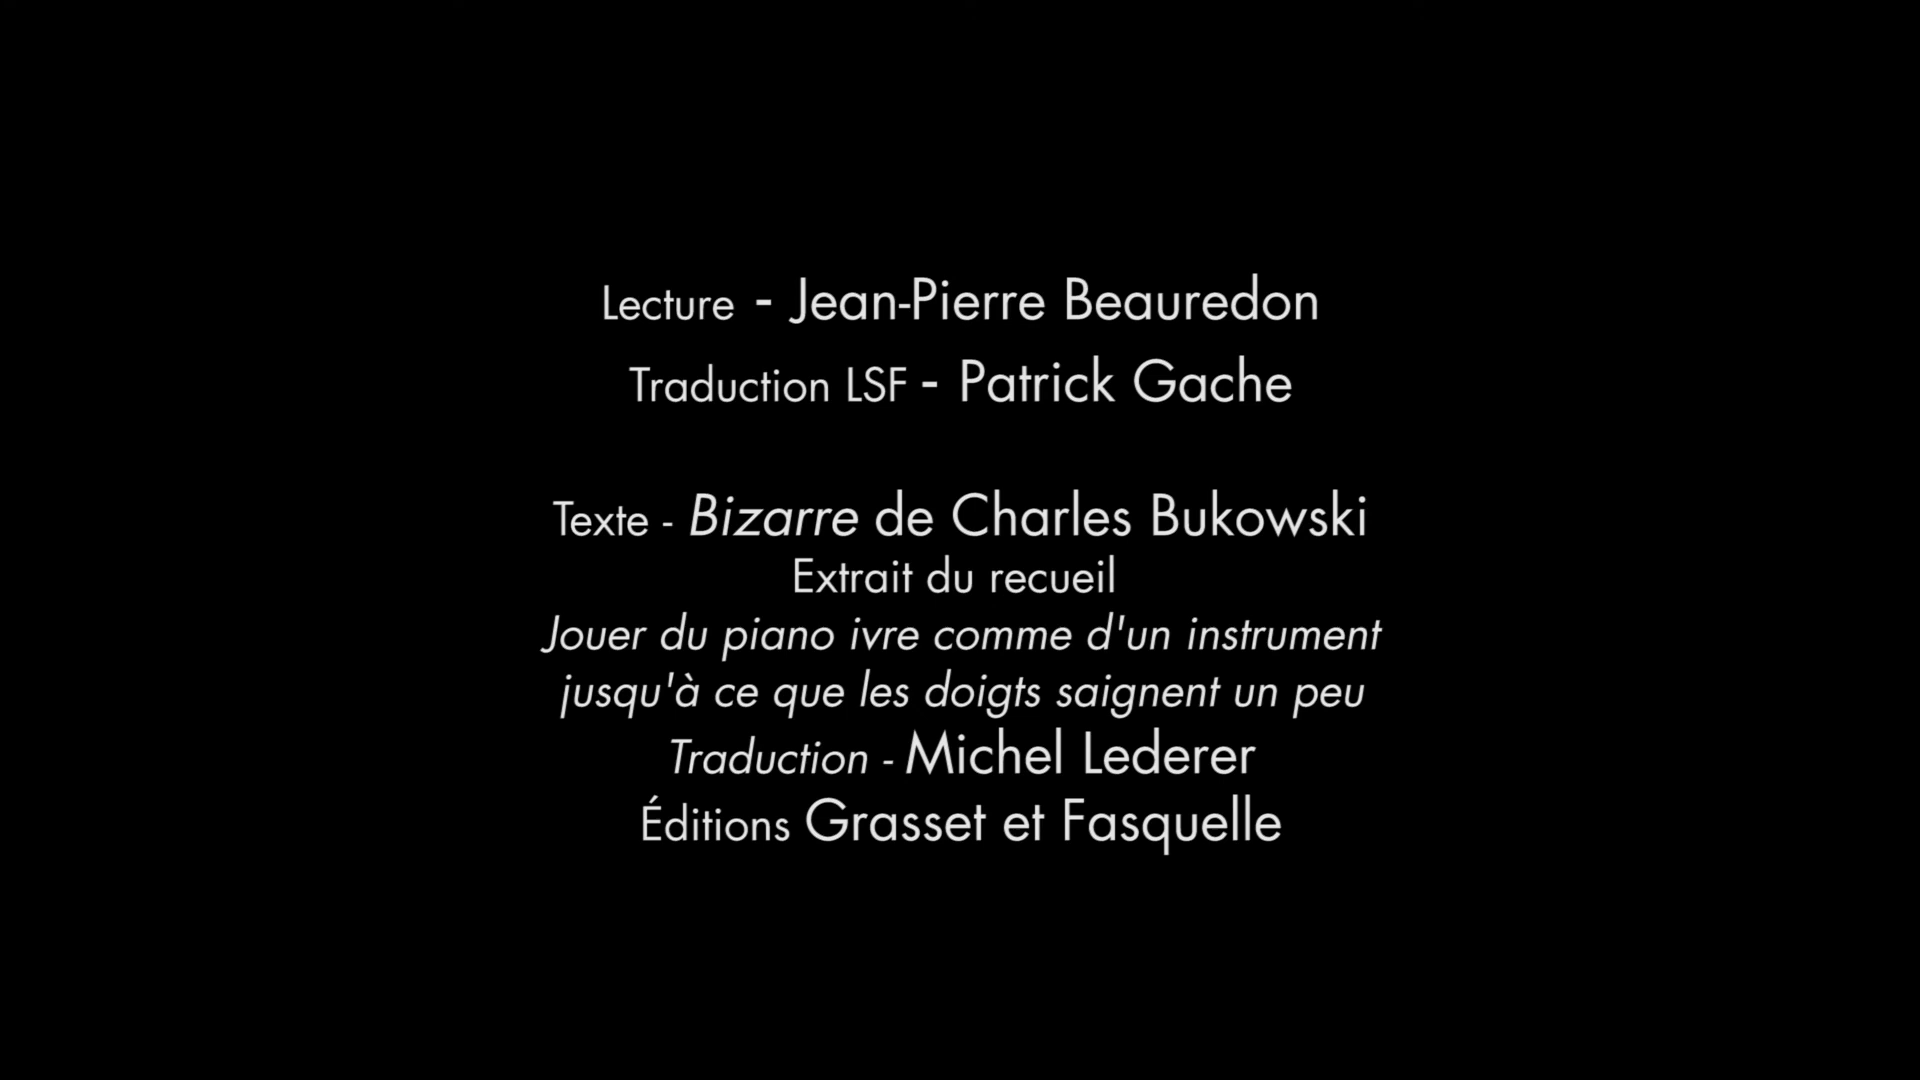 Lecture - Jean-Pierre Beauredon
Traduction LSF - Patrick Gache
Texte - Bizarre de Charles Bukowski
Extrait du recueil
Jouer du piano ivre comme d'un instrument
jusqu'à ce que les doigts saignent un peu
Traduction - Michel Lederer
Éditions Grasset et Fasquelle